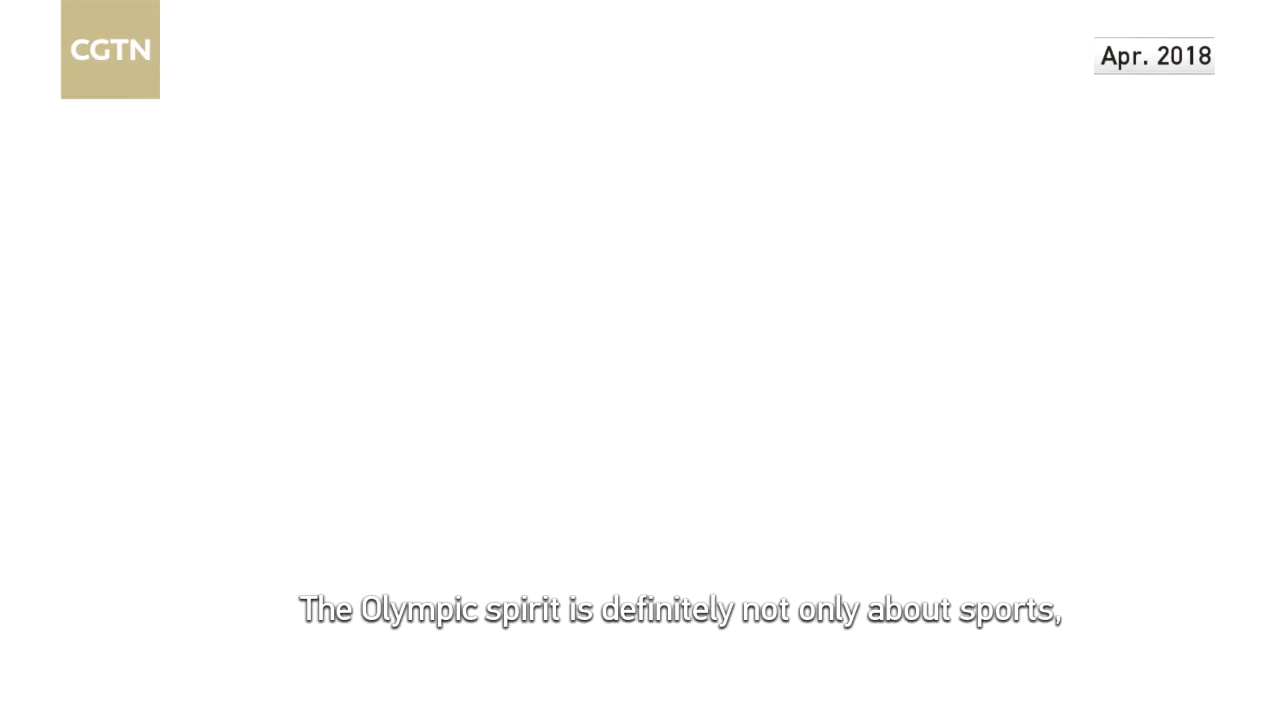 CGTN
Apr. 2018
The Olympic spirit is definitely not only about sports,